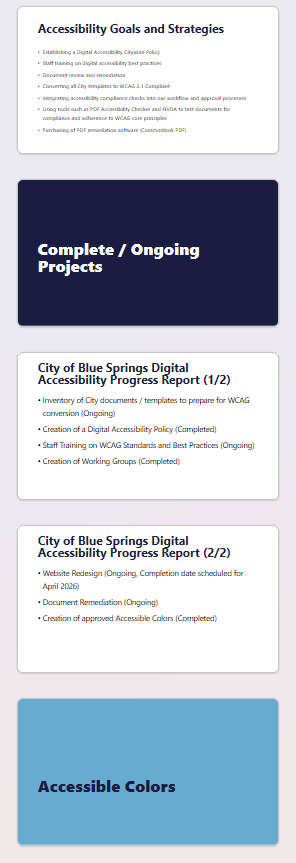 Accessibility Goals and Strategies
• Establishing a Digital Accessibility Citywide Policy
• Staff training on digital accessibility best practices
• Document review and remediation
• Converting all City templates to WCAG 2.1 Compliant
• Integrating accessibility compliance checks into our workflow and approval processes
• Using tools such as PDF Accessibility Checker and NVDA to test documents for
compliance and adherence to WCAG core principles
• Purchasing of PDF remediation software (Commonlook PDF)
Complete / Ongoing
Projects
City of Blue Springs Digital
Accessibility Progress Report (1/2)
• Inventory of City documents / templates to prepare for WCAG
conversion (Ongoing)
• Creation of a Digital Accessibility Policy (Completed)
• Staff Training on WCAG Standards and Best Practices (Ongoing)
• Creation of Working Groups (Completed)
City of Blue Springs Digital
Accessibility Progress Report (2/2)
• Website Redesign (Ongoing, Completion date scheduled for
April 2026)
• Document Remediation (Ongoing)
• Creation of approved Accessible Colors (Completed)
Accessible Colors